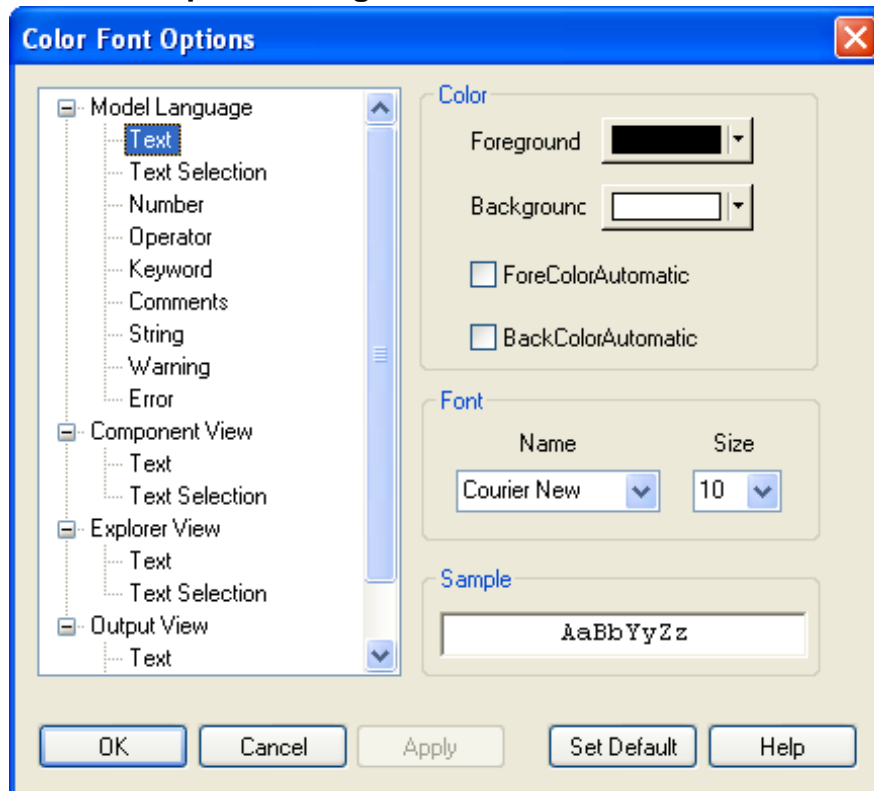 Color Font Options
Model Language
Text
Text Selection
Number
Operator
Keyword
Comments
String
Warning
Error
Component View
Text
Text Selection
Explorer View
Text
Text Selection
Output View
Text
Color
Foreground
Backgrounc
ForeColorAutomatic
BackColorAutomatic
Font
Name Size
Courier New 10
Sample
AaBbYyZz
OK Cancel Apply Set Default Help